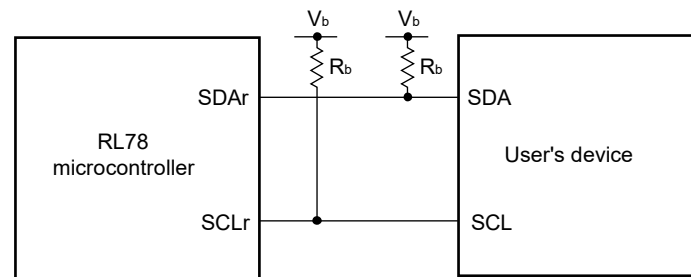 Vb
Vb
Rb
Rb
SDAr
SDA
RL78
microcontroller
User's device
SCLr
SCL